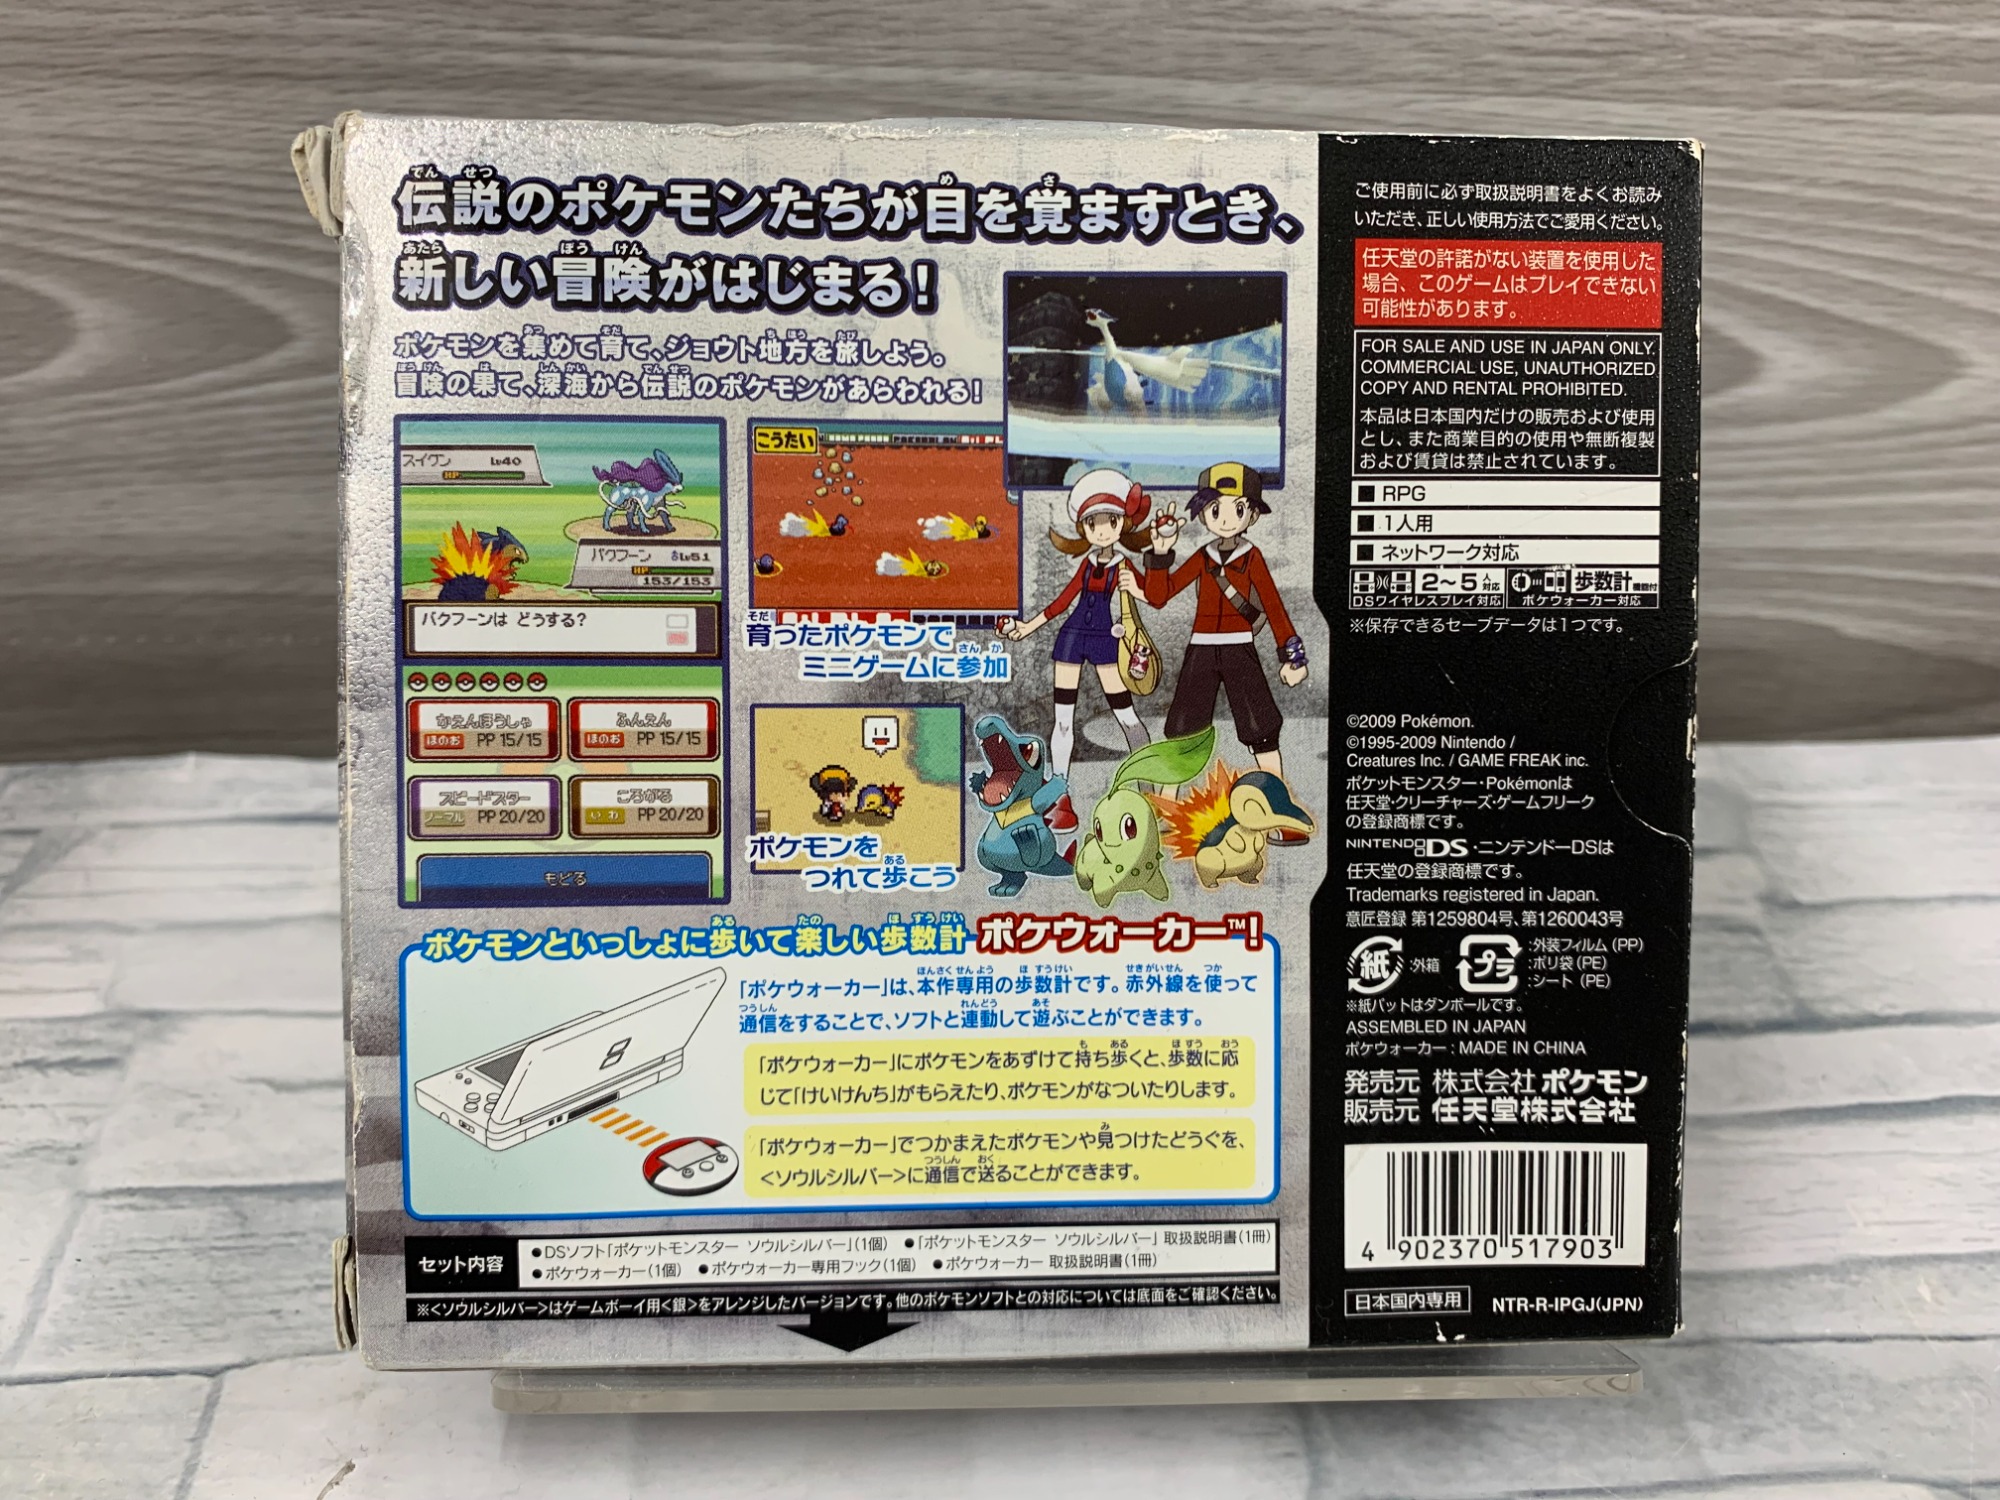 伝説のポケモンたちが目を覚ますとき、
新しい冒険がはじまる！
ポケモンを集めて育て、ジョウト地方を旅しよう。
冒険の果て、深海から伝説のポケモンがあらわれる！
スイクン Lv40
HP
バクフーン ♂Lv51
HP
153/153
バクフーンは どうする？
かえんほうしゃ
ほのお PP 15/15
ふんえん
ほのお PP 15/15
スピードスター
ノーマル PP 20/20
ころがる
いわ PP 20/20
もどる
こうたい
育ったポケモンで
ミニゲームに参加
ポケモンを
つれて歩こう
ポケモンといっしょに歩いて楽しい歩数計 ポケウォーカー™！
「ポケウォーカー」は、本作専用の歩数計です。赤外線を使って
通信をすることで、ソフトと連動して遊ぶことができます。
「ポケウォーカー」にポケモンをあずけて持ち歩くと、歩数に応
じて「けいけんち」がもらえたり、ポケモンがなついたりします。
「ポケウォーカー」でつかまえたポケモンや見つけたどうぐを、
<ソウルシルバー>に通信で送ることができます。
セット内容
●DSソフト「ポケットモンスター ソウルシルバー」(1個) ●「ポケットモンスター ソウルシルバー」 取扱説明書(1冊)
●ポケウォーカー(1個) ●ポケウォーカー専用フック(1個) ●ポケウォーカー 取扱説明書(1冊)
※<ソウルシルバー>はゲームボーイ用<銀>をアレンジしたバージョンです。他のポケモンソフトとの対応については底面をご確認ください。
ご使用前に必ず取扱説明書をよくお読み
いただき、正しい使用方法でご愛用ください。
任天堂の許諾がない装置を使用した
場合、このゲームはプレイできない
可能性があります。
FOR SALE AND USE IN JAPAN ONLY.
COMMERCIAL USE, UNAUTHORIZED
COPY AND RENTAL PROHIBITED.
本品は日本国内だけの販売および使用
とし、また商業目的の使用や無断複製
および賃貸は禁止されています。
■ RPG
■ 1人用
■ ネットワーク対応
2～5人対応
DSワイヤレスプレイ対応
歩数計機能付
ポケウォーカー対応
※保存できるセーブデータは1つです。
©2009 Pokémon.
©1995-2009 Nintendo /
Creatures Inc. / GAME FREAK inc.
ポケットモンスター・Pokémonは
任天堂・クリーチャーズ・ゲームフリーク
の登録商標です。
NINTENDO DS・ニンテンドーDSは
任天堂の登録商標です。
Trademarks registered in Japan.
意匠登録 第1259804号、第1260043号
紙 :外箱
プラ :外装フィルム (PP)
:ポリ袋 (PE)
:シート (PE)
※紙パットはダンボールです。
ASSEMBLED IN JAPAN
ポケウォーカー : MADE IN CHINA
発売元 株式会社 ポケモン
販売元 任天堂株式会社
4 902370 517903
日本国内専用
NTR-R-IPGJ(JPN)